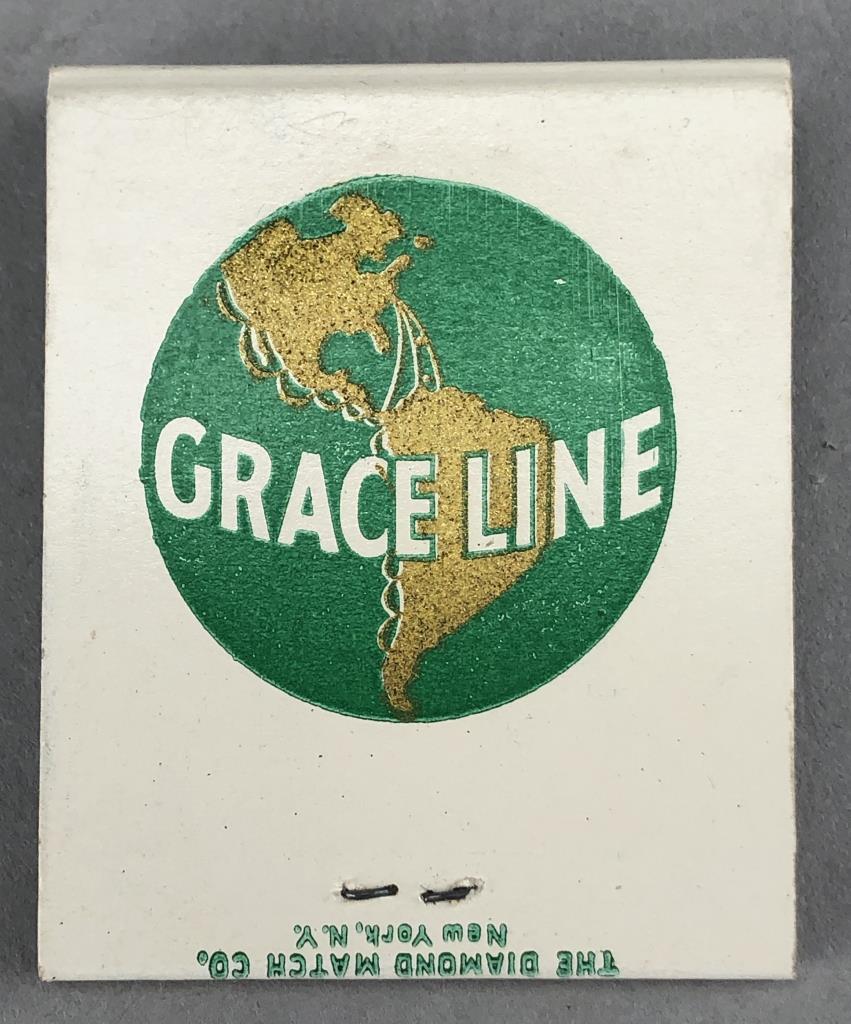 GRACE LINE
THE DIAMOND MATCH CO.
New York, N.Y.